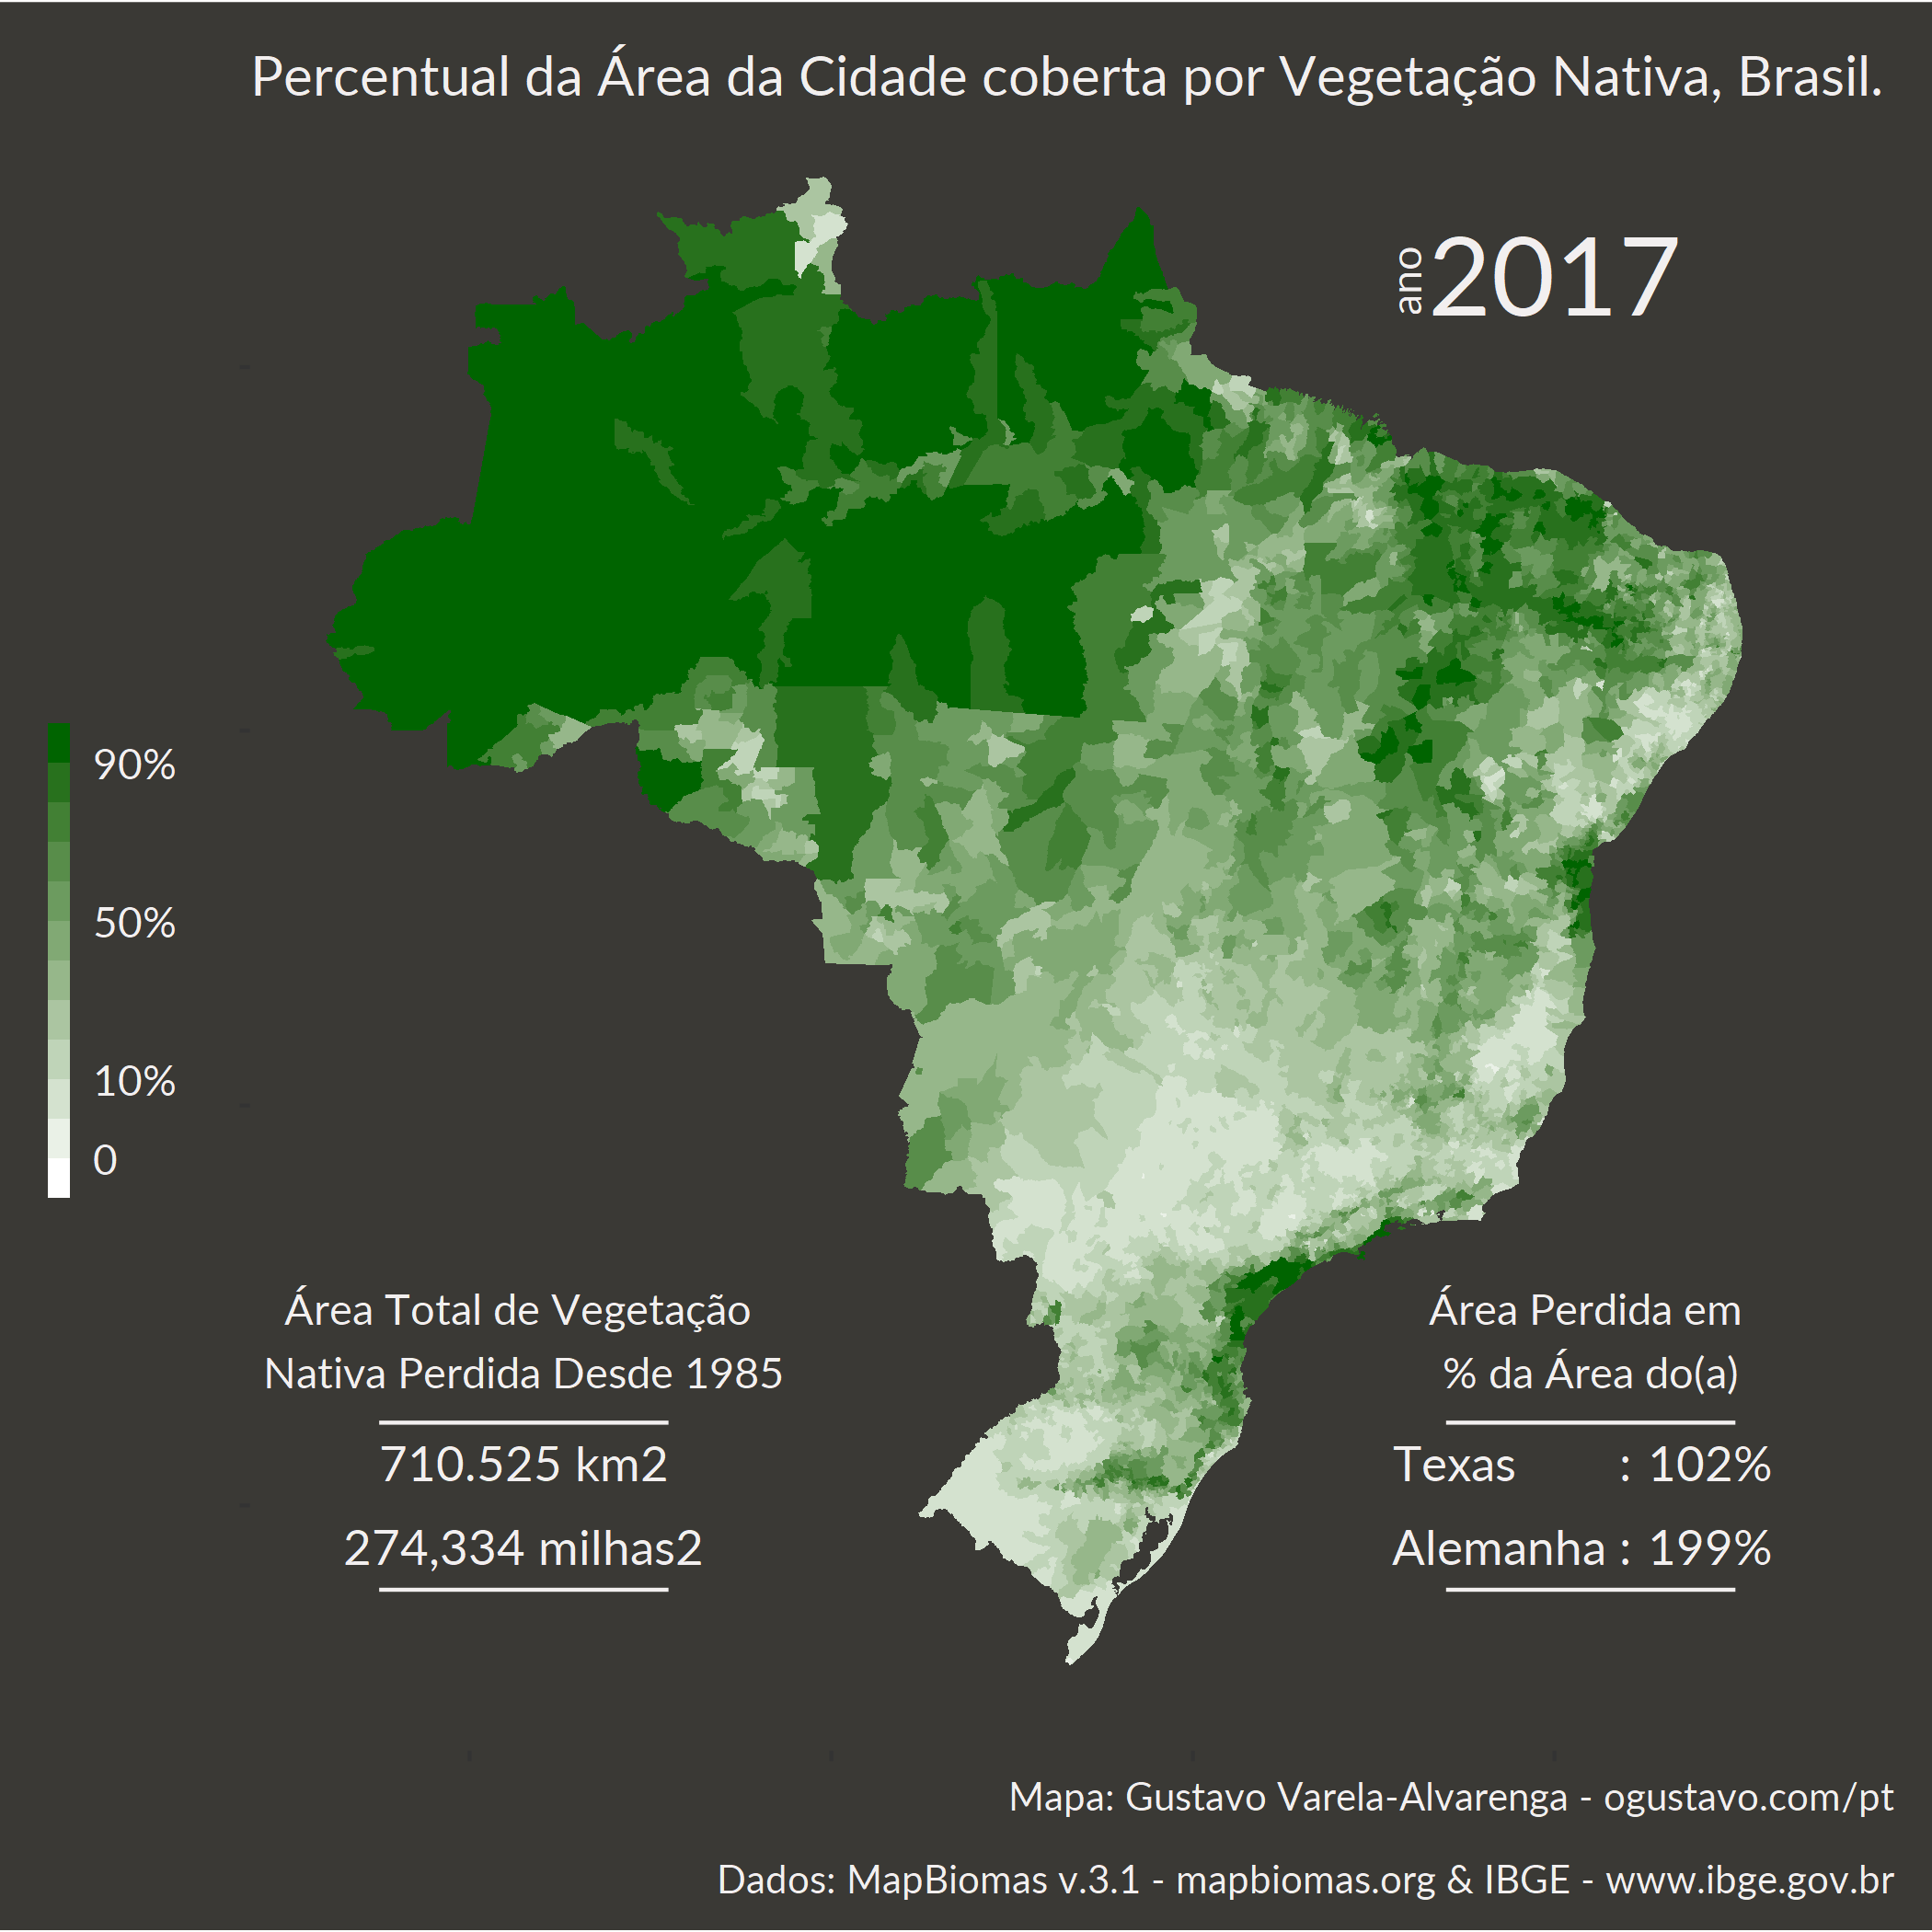 Percentual da Área da Cidade coberta por Vegetação Nativa, Brasil.
ano 2017
90%
50%
10%
0
Área Total de Vegetação
Nativa Perdida Desde 1985
710.525 km2
274,334 milhas2
Área Perdida em
% da Área do(a)
Texas : 102%
Alemanha : 199%
Mapa: Gustavo Varela-Alvarenga - ogustavo.com/pt
Dados: MapBiomas v.3.1 - mapbiomas.org & IBGE - www.ibge.gov.br